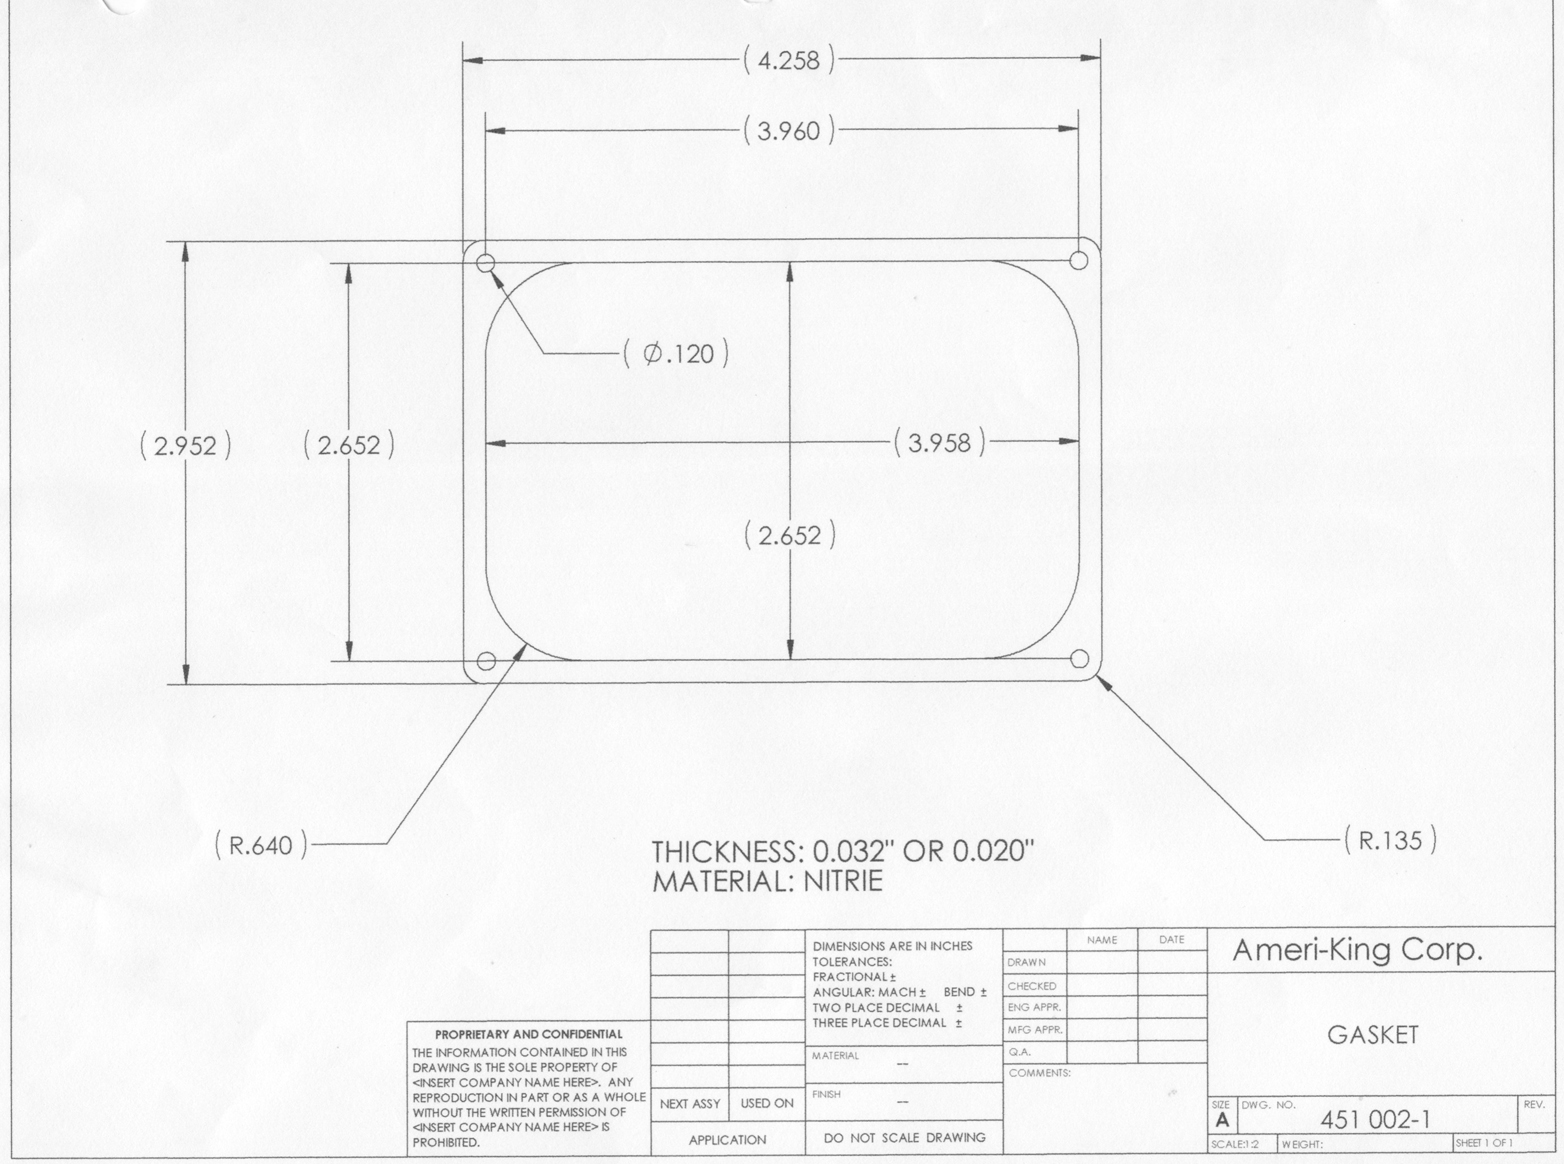 ( 4.258 )
( 3.960 )
( Ø.120 )
( 2.952 )
( 2.652 )
( 3.958 )
( 2.652 )
( R.640 )
( R.135 )
THICKNESS: 0.032" OR 0.020"
MATERIAL: NITRIE
PROPRIETARY AND CONFIDENTIAL
THE INFORMATION CONTAINED IN THIS
DRAWING IS THE SOLE PROPERTY OF
<INSERT COMPANY NAME HERE>. ANY
REPRODUCTION IN PART OR AS A WHOLE
WITHOUT THE WRITTEN PERMISSION OF
<INSERT COMPANY NAME HERE> IS
PROHIBITED.
NEXT ASSY
USED ON
APPLICATION
DIMENSIONS ARE IN INCHES
TOLERANCES:
FRACTIONAL ±
ANGULAR: MACH ± BEND ±
TWO PLACE DECIMAL ±
THREE PLACE DECIMAL ±
MATERIAL
--
FINISH
--
DO NOT SCALE DRAWING
NAME
DATE
DRAWN
CHECKED
ENG APPR.
MFG APPR.
Q.A.
COMMENTS:
Ameri-King Corp.
GASKET
SIZE
A
DWG. NO.
451 002-1
REV.
SCALE:1:2
WEIGHT:
SHEET 1 OF 1